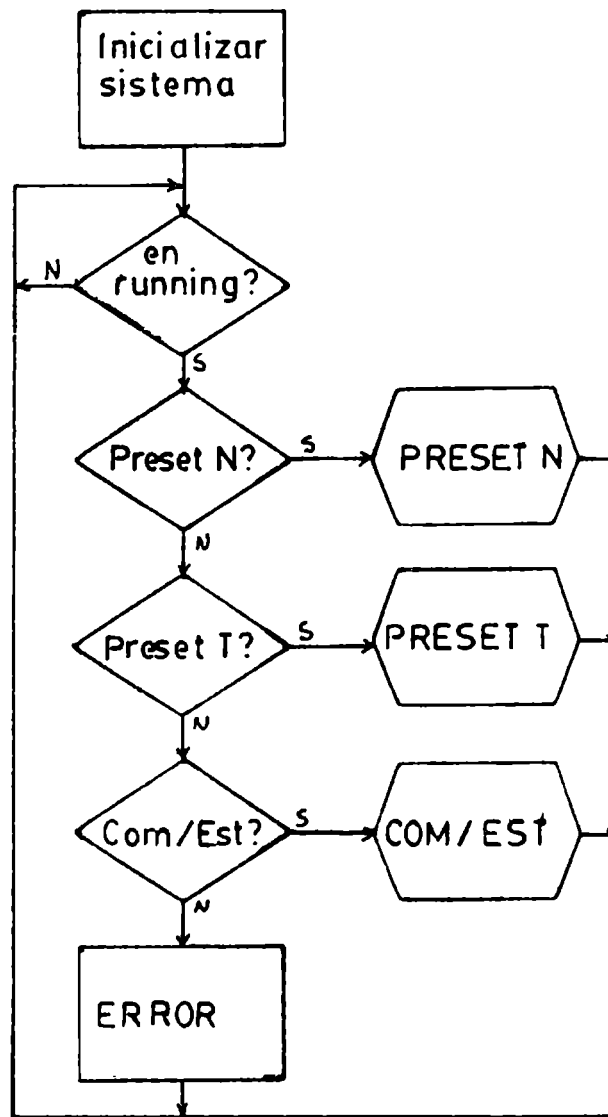 Inicializar
sistema
en
running?
N
S
Preset N?
S
PRESET N
N
Preset T?
S
PRESET T
N
Com/Est?
S
COM/EST
N
ERROR